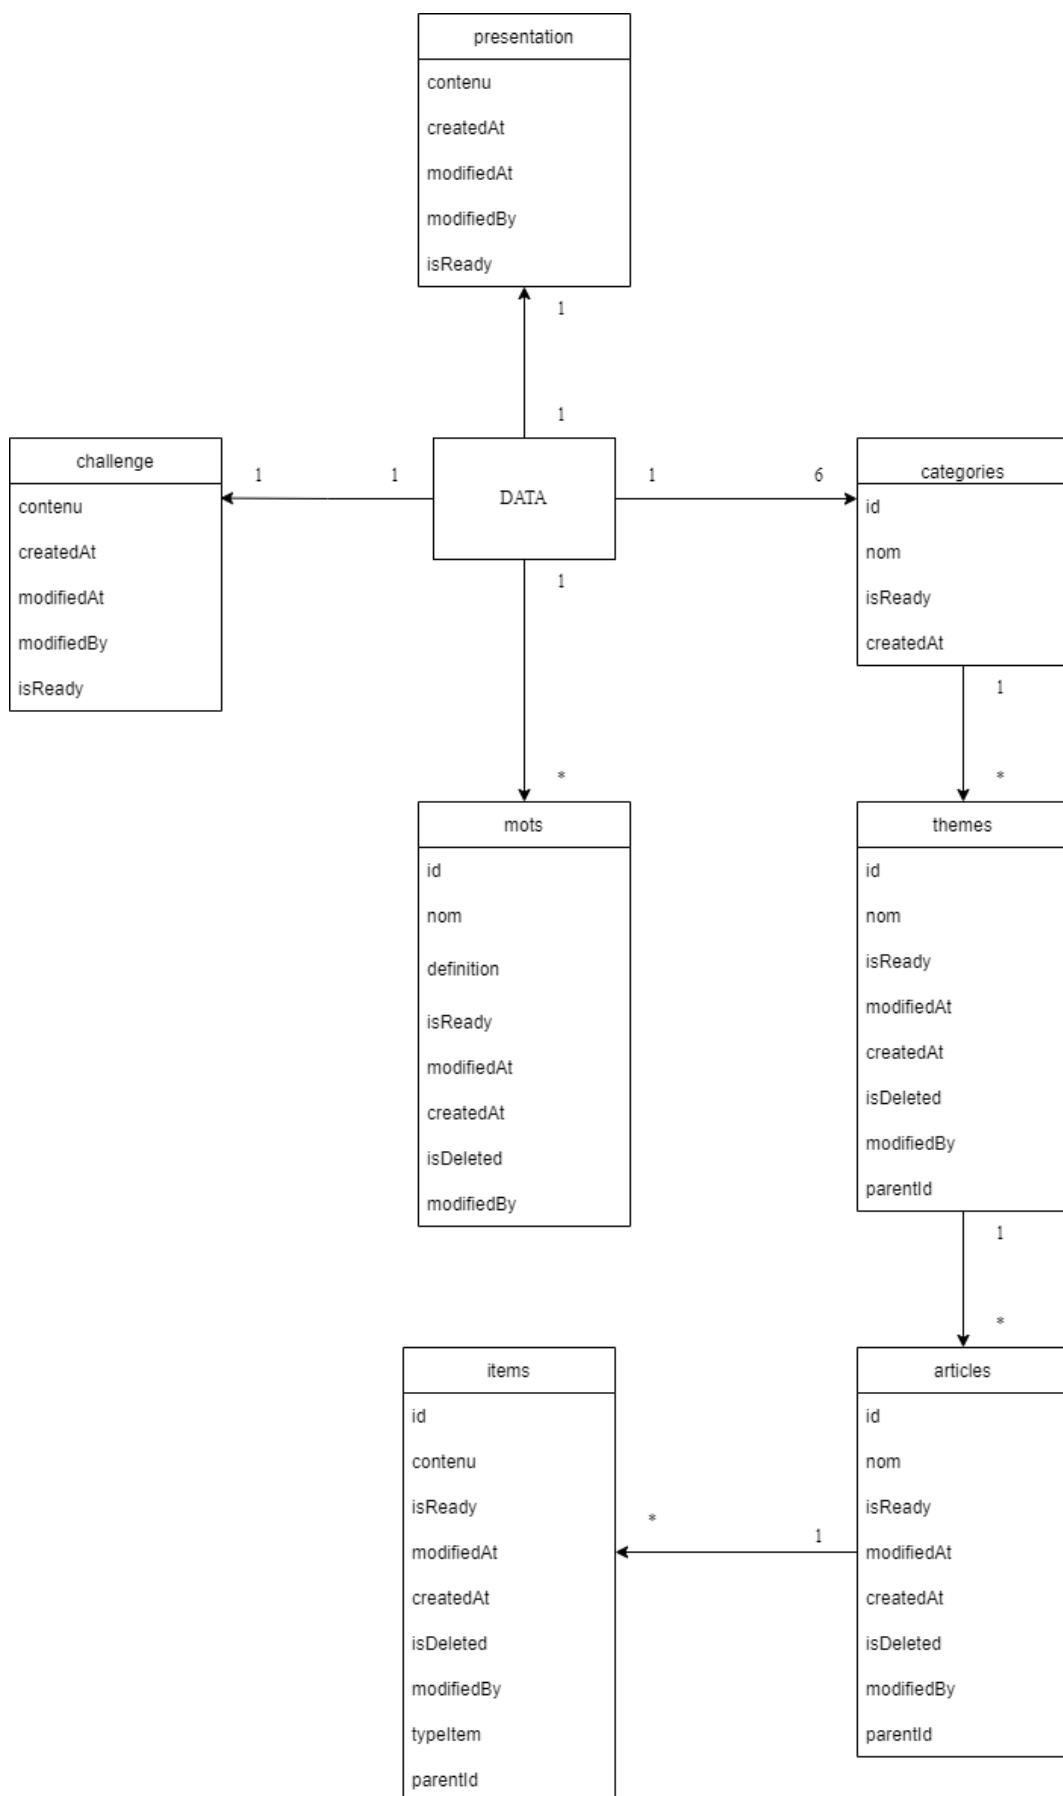 presentation
contenu
createdAt
modifiedAt
modifiedBy
isReady
1
1
challenge
contenu
createdAt
modifiedAt
modifiedBy
isReady
1
1
DATA
1
6
1
categories
id
nom
isReady
createdAt
1
*
*
mots
id
nom
definition
isReady
modifiedAt
createdAt
isDeleted
modifiedBy
themes
id
nom
isReady
modifiedAt
createdAt
isDeleted
modifiedBy
parentId
1
*
items
id
contenu
isReady
modifiedAt
createdAt
isDeleted
modifiedBy
typeItem
parentId
*
1
articles
id
nom
isReady
modifiedAt
createdAt
isDeleted
modifiedBy
parentId